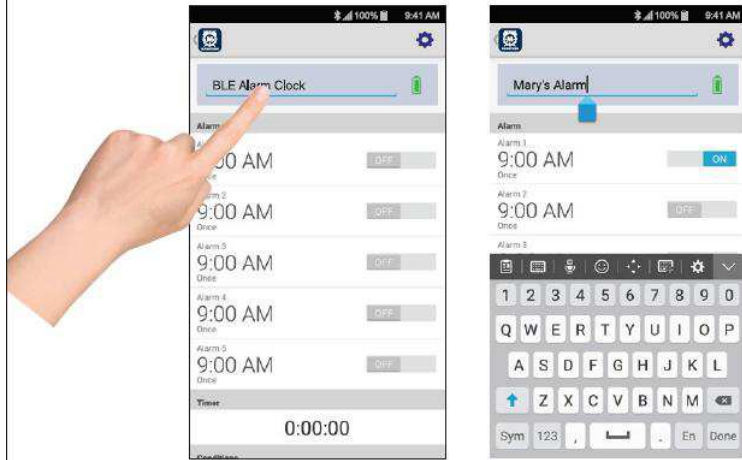 100% 9:41 AM
BLE Alarm Clock
Alarm
9:00 AM
OFF
Once
Alarm 2
9:00 AM
OFF
Once
Alarm 3
9:00 AM
OFF
Once
Alarm 4
9:00 AM
OFF
Once
Alarm 5
9:00 AM
OFF
Once
Timer
0:00:00
Conditions
100% 9:41 AM
Mary's Alarm
Alarm
Alarm 1
9:00 AM
ON
Once
Alarm 2
9:00 AM
OFF
Once
Alarm 3
1 2 3 4 5 6 7 8 9 0
Q W E R T Y U I O P
A S D F G H J K L
Z X C V B N M
Sym 123 , . En Done